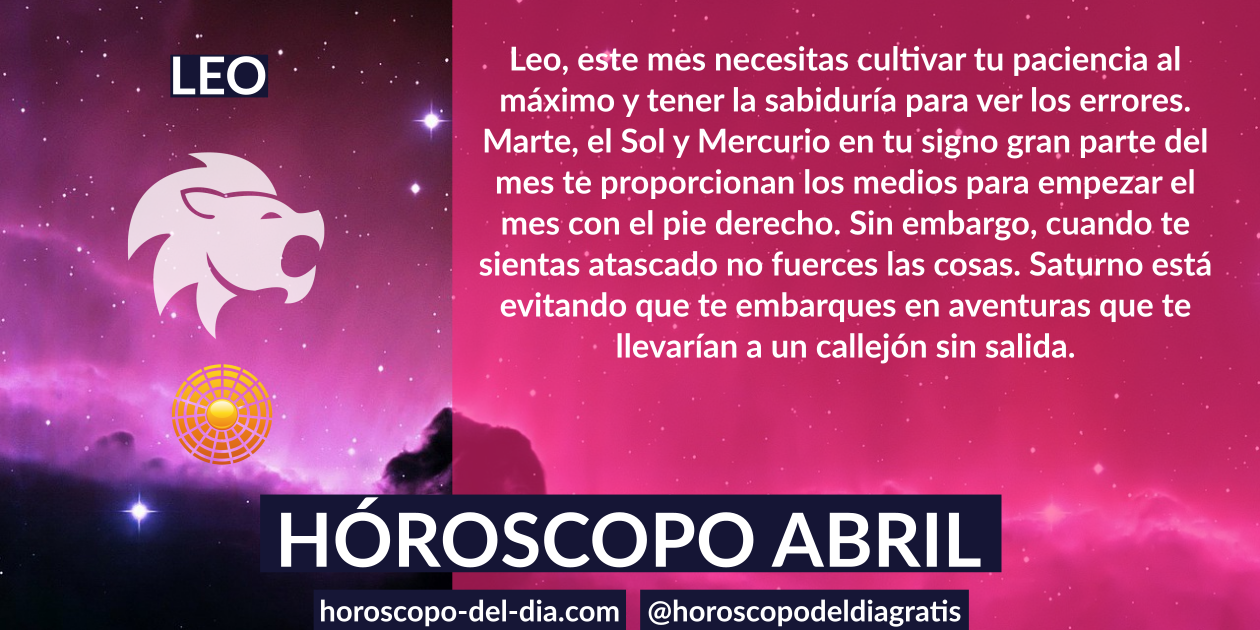 LEO
Leo, este mes necesitas cultivar tu paciencia al
máximo y tener la sabiduría para ver los errores.
Marte, el Sol y Mercurio en tu signo gran parte del
mes te proporcionan los medios para empezar el
mes con el pie derecho. Sin embargo, cuando te
sientas atascado no fuerces las cosas. Saturno está
evitando que te embarques en aventuras que te
llevarían a un callejón sin salida.
HÓROSCOPO ABRIL
horoscopo-del-dia.com @horoscopodeldiagratis